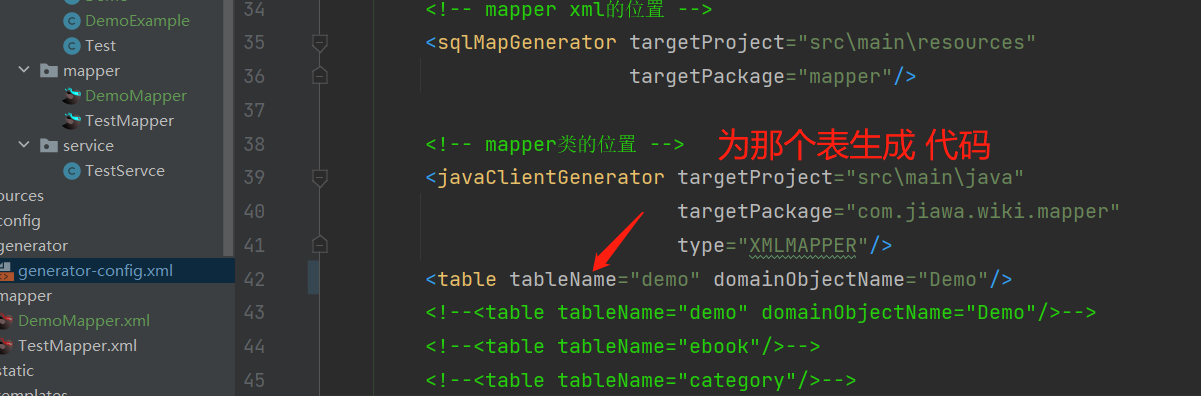 Demo
DemoExample
Test
mapper
DemoMapper
TestMapper
service
TestServce
ources
config
generator
generator-config.xml
mapper
DemoMapper.xml
TestMapper.xml
static
templates
34 <!-- mapper xml的位置 -->
35 <sqlMapGenerator targetProject="src\main\resources"
36 targetPackage="mapper"/>
37
38 <!-- mapper类的位置 -->
为那个表生成 代码
39 <javaClientGenerator targetProject="src\main\java"
40 targetPackage="com.jiawa.wiki.mapper"
41 type="XMLMAPPER"/>
42 <table tableName="demo" domainObjectName="Demo"/>
43 <!--<table tableName="demo" domainObjectName="Demo"/>-->
44 <!--<table tableName="ebook"/>-->
45 <!--<table tableName="category"/>-->